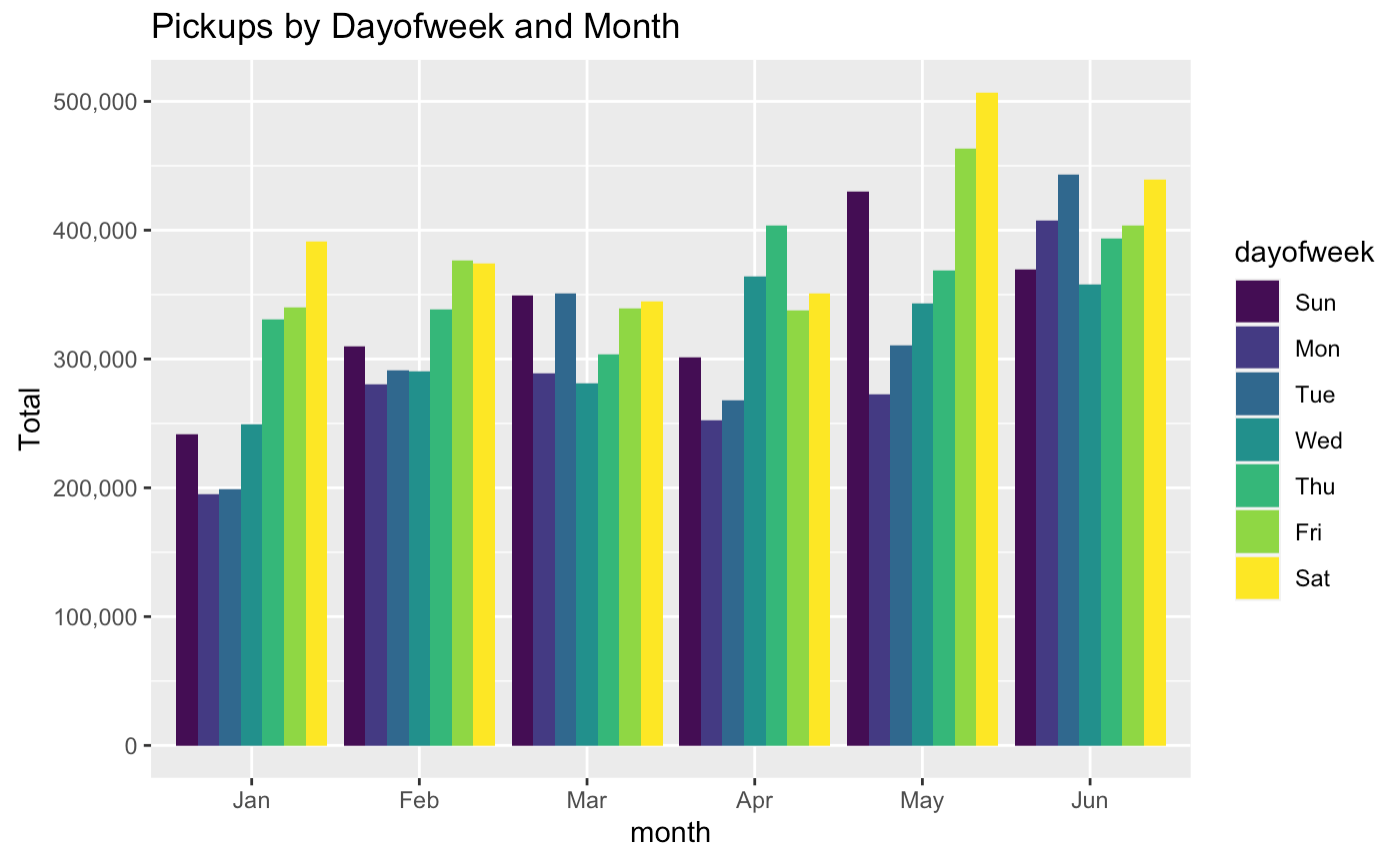 Pickups by Dayofweek and Month
500,000
400,000
300,000
200,000
100,000
0
Total
Jan Feb Mar Apr May Jun
month
dayofweek
Sun
Mon
Tue
Wed
Thu
Fri
Sat